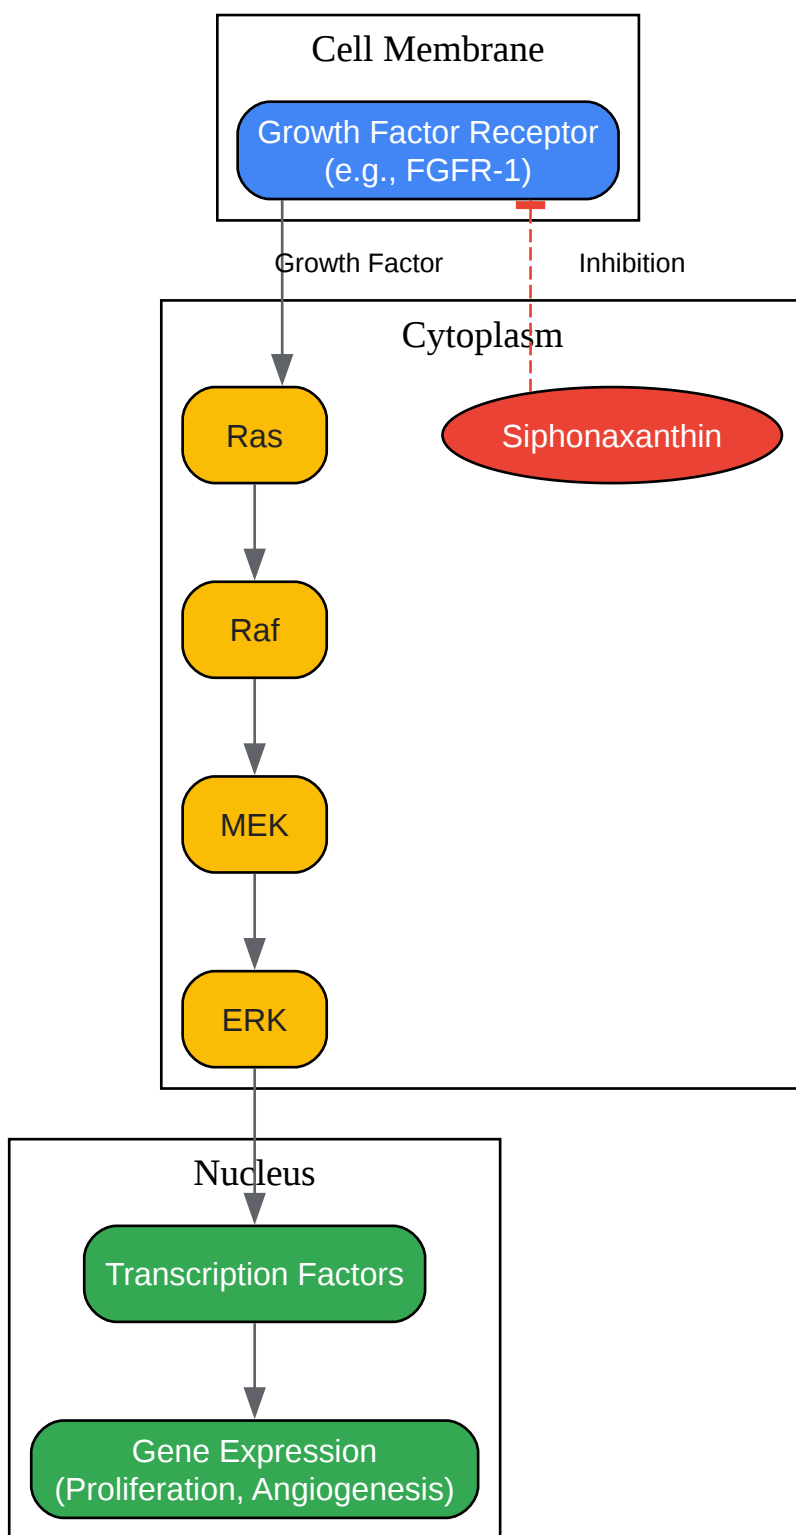 Cell Membrane
Growth Factor Receptor
(e.g., FGFR-1)
Growth Factor
Inhibition
Cytoplasm
Ras
Siphonaxanthin
Raf
MEK
ERK
Nucleus
Transcription Factors
Gene Expression
(Proliferation, Angiogenesis)